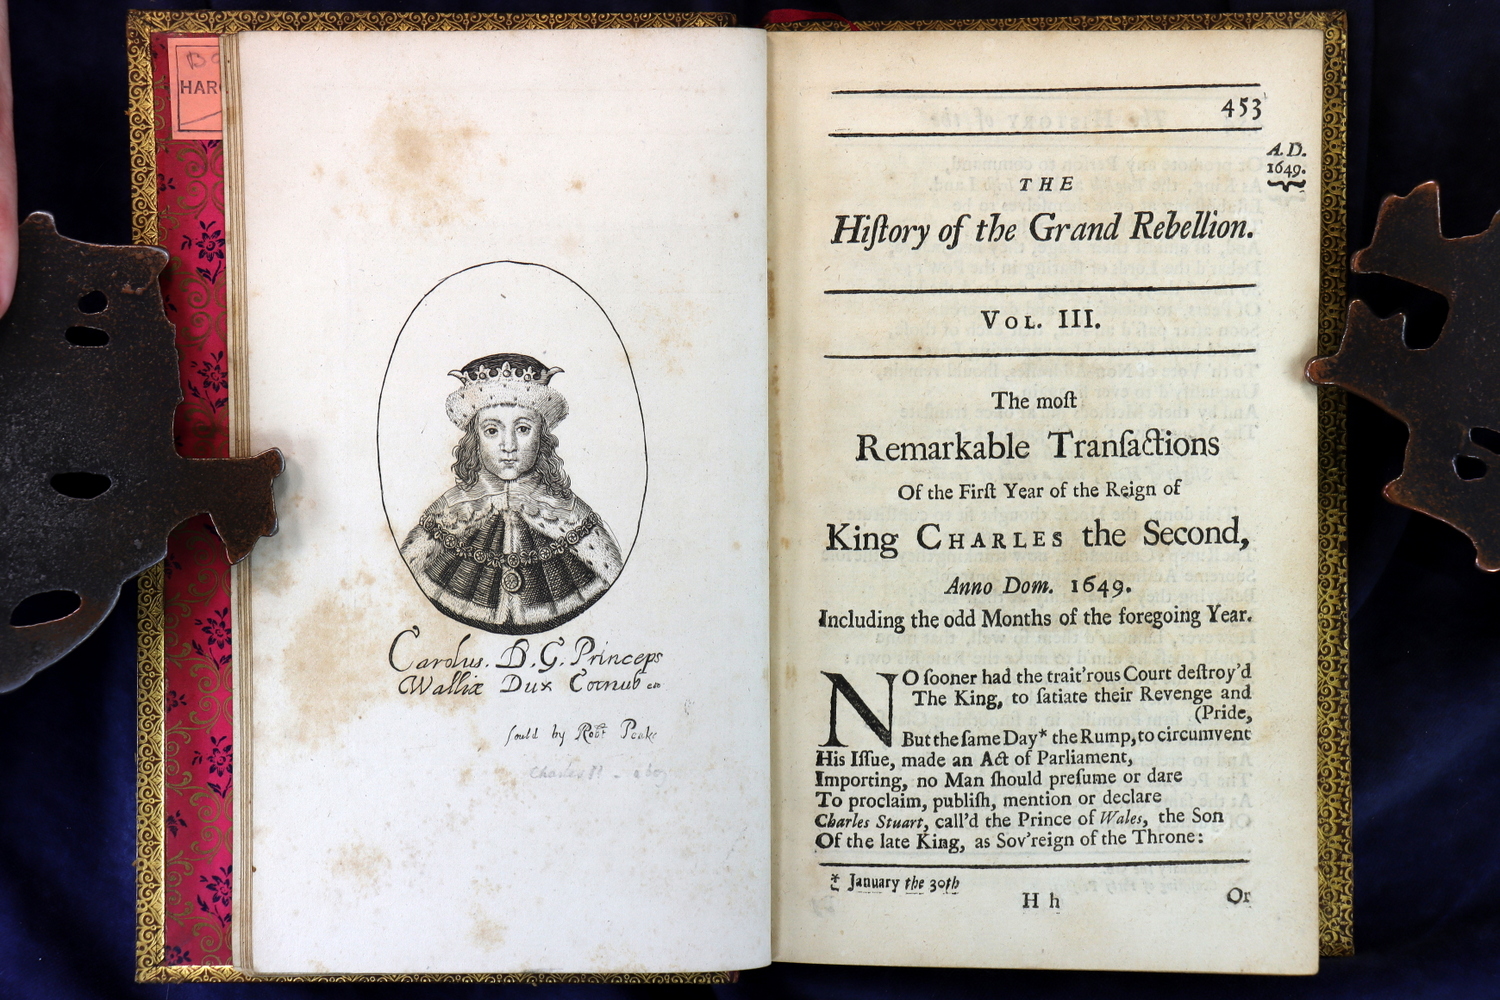 HAR
Carolus. D. G. Princeps
Walliæ Dux Cornub etc
sould by Robt Peake
Charles II
453
A.D.
1649.
THE
Hiſtory of the Grand Rebellion.
VOL. III.
The moſt
Remarkable Tranſactions
Of the Firſt Year of the Reign of
King CHARLES the Second,
Anno Dom. 1649.
Including the odd Months of the foregoing Year.
NO ſooner had the trait'rous Court deſtroy'd
The King, to ſatiate their Revenge and
(Pride,
But the ſame Day* the Rump, to circumvent
His Iſſue, made an Act of Parliament,
Importing, no Man ſhould preſume or dare
To proclaim, publiſh, mention or declare
Charles Stuart, call'd the Prince of Wales, the Son
Of the late King, as Sov'reign of the Throne:
* January the 30th
H h
Or